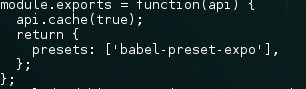 module.exports = function(api) {
  api.cache(true);
  return {
    presets: ['babel-preset-expo'],
  };
};